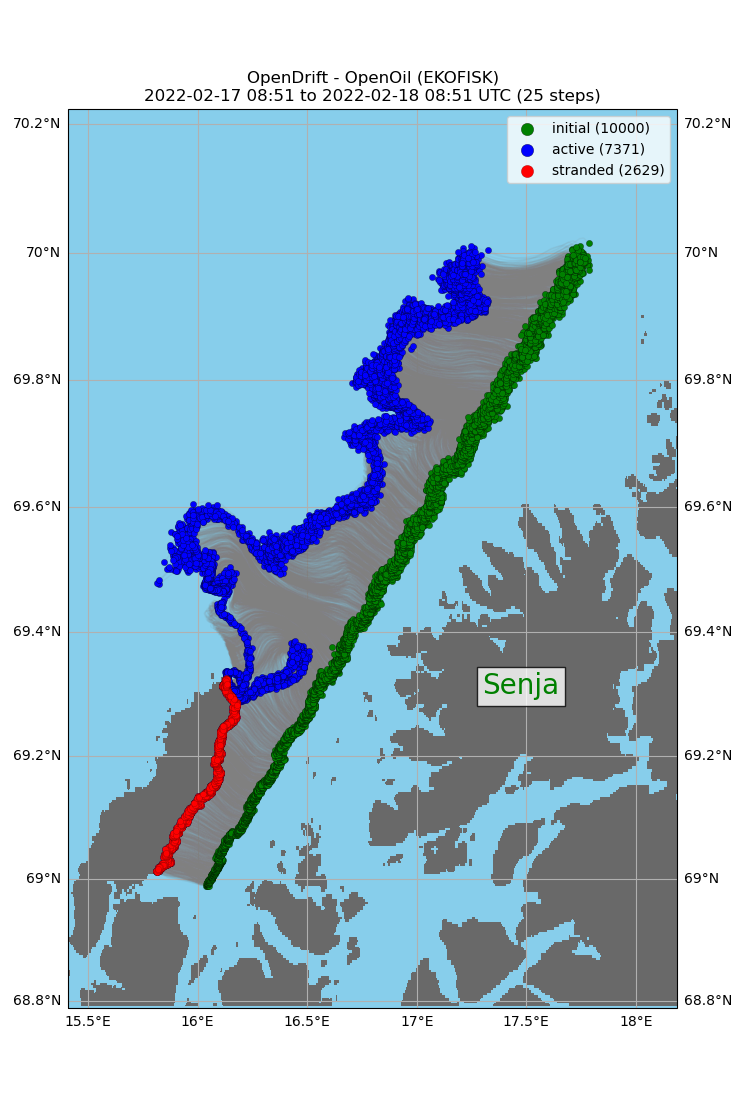 OpenDrift - OpenOil (EKOFISK)
2022-02-17 08:51 to 2022-02-18 08:51 UTC (25 steps)
initial (10000)
active (7371)
stranded (2629)
70.2°N 70.2°N
70°N 70°N
69.8°N 69.8°N
69.6°N 69.6°N
69.4°N 69.4°N
Senja
69.2°N 69.2°N
69°N 69°N
68.8°N 68.8°N
15.5°E 16°E 16.5°E 17°E 17.5°E 18°E